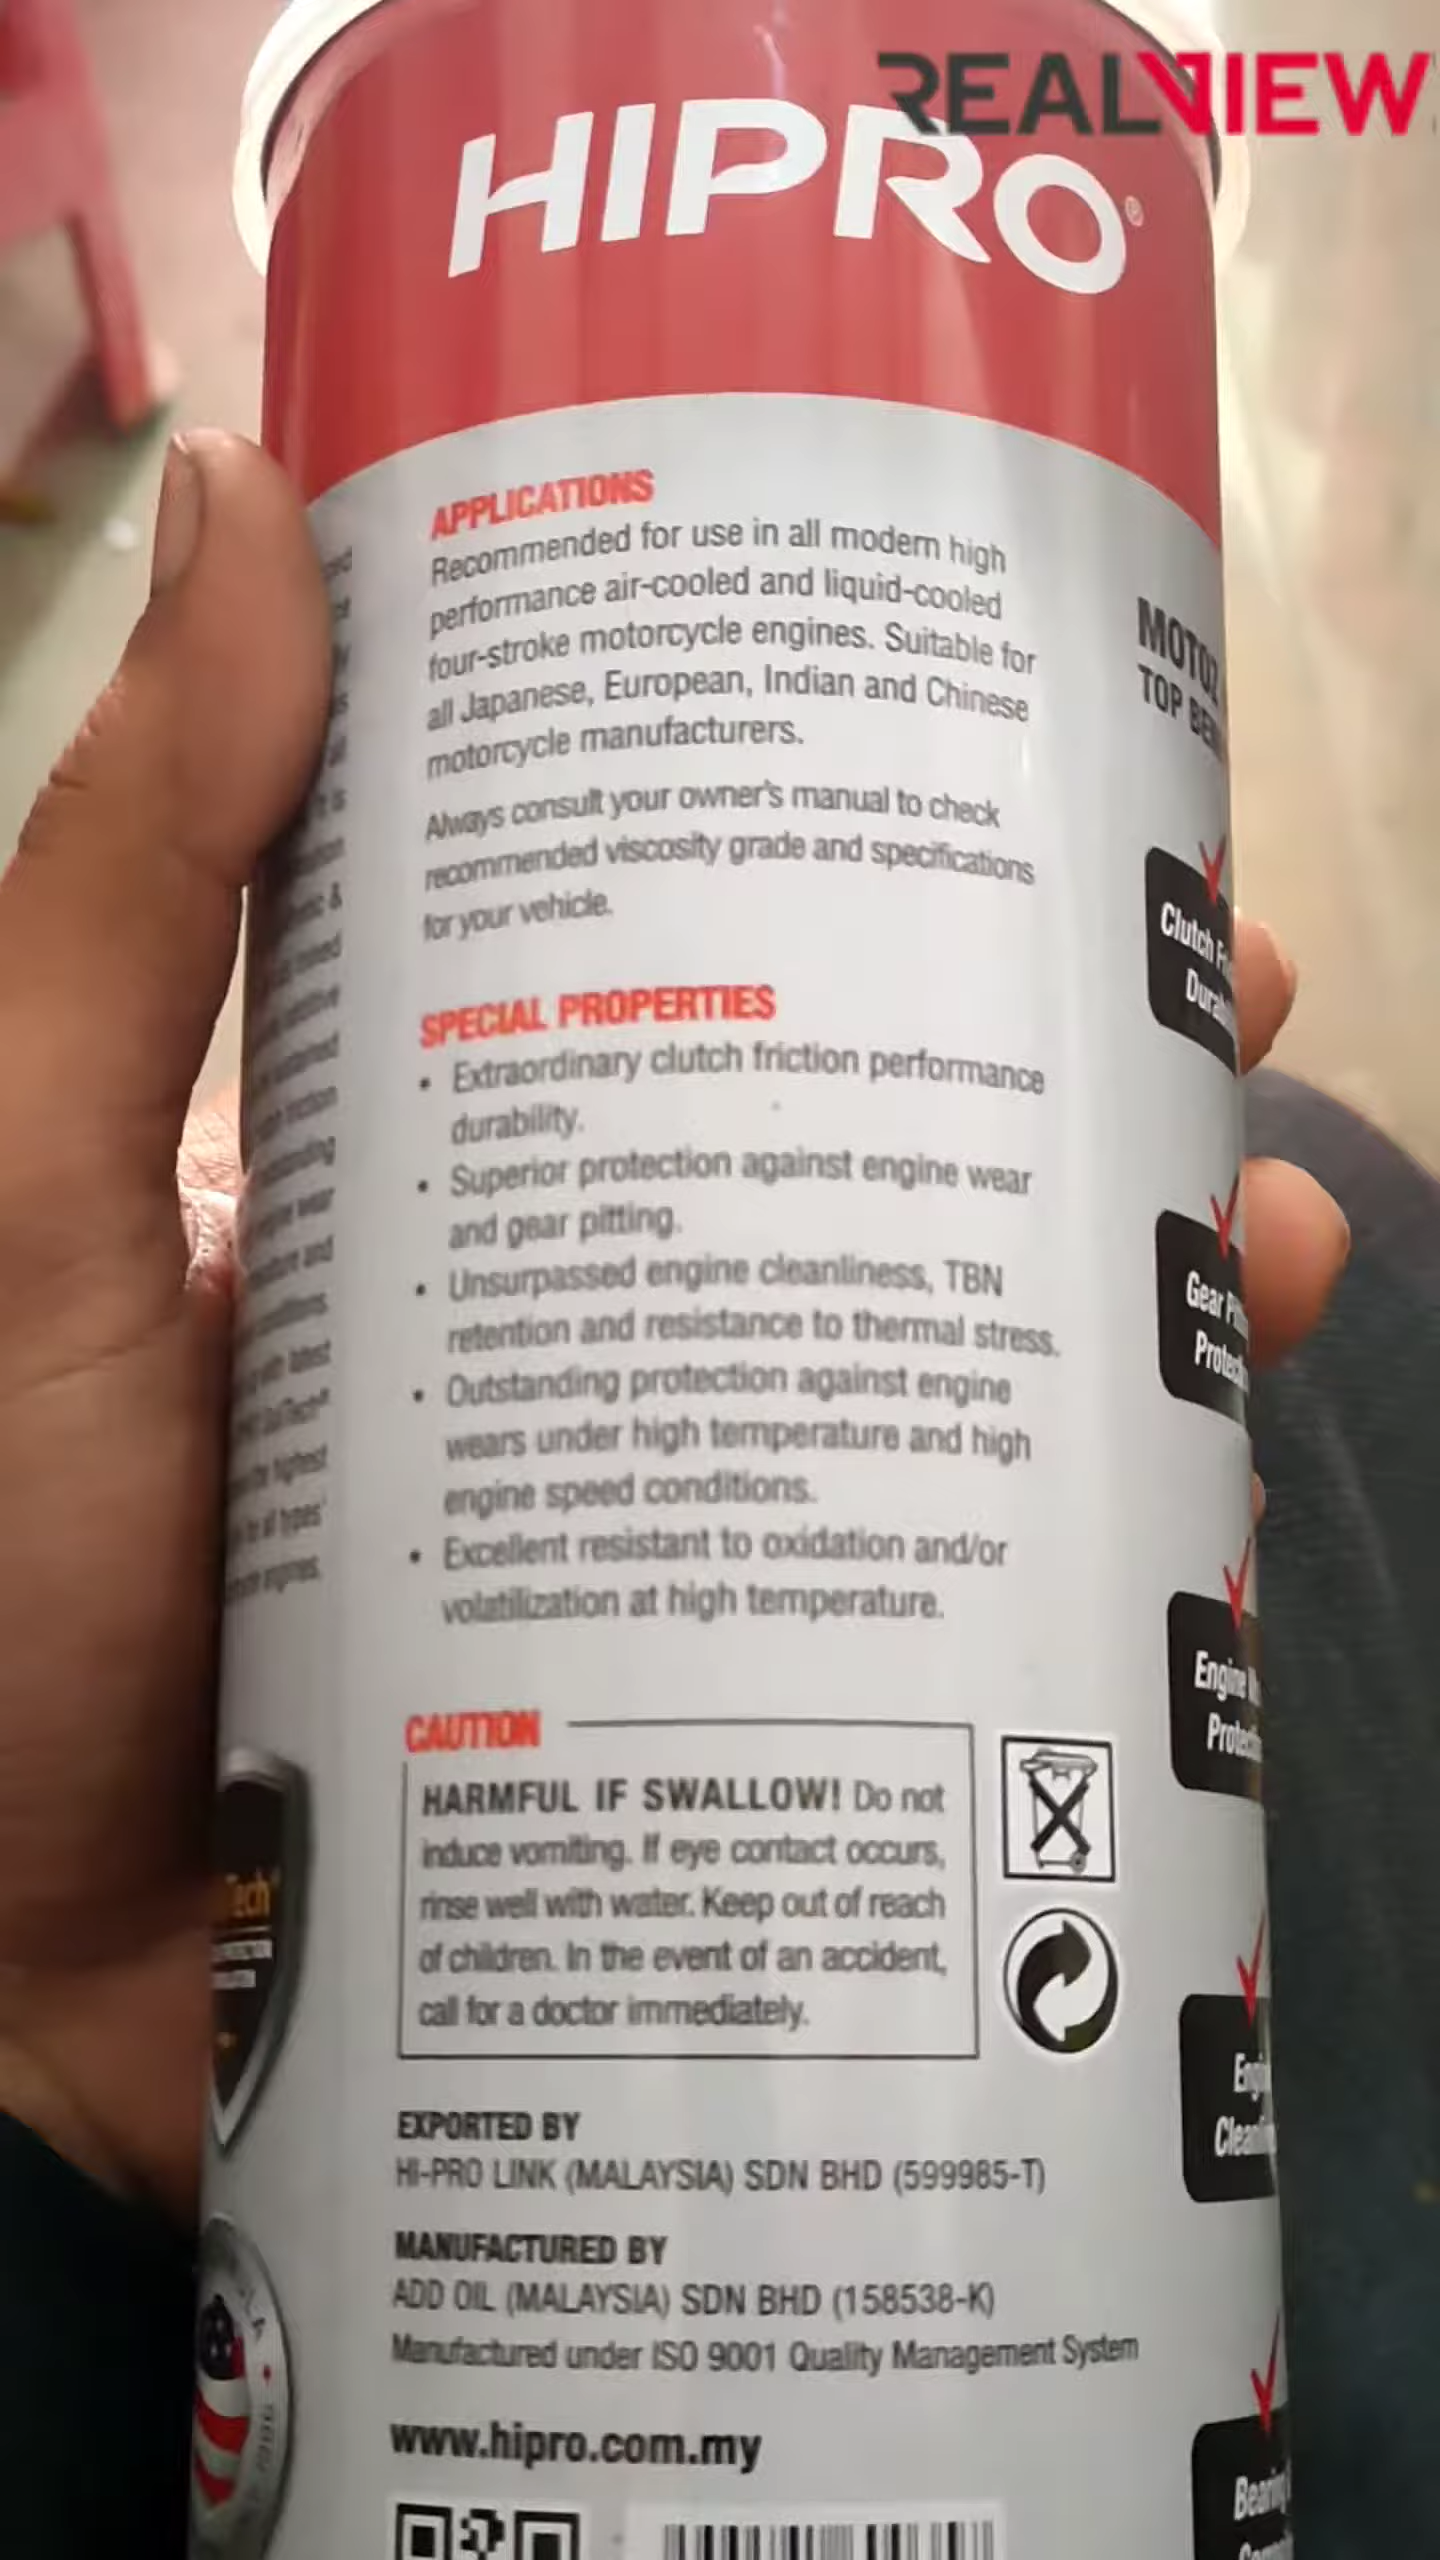 REALVIEW
HIPRO®
APPLICATIONS
Recommended for use in all modern high
performance air-cooled and liquid-cooled
four-stroke motorcycle engines. Suitable for
all Japanese, European, Indian and Chinese
motorcycle manufacturers.
Always consult your owner's manual to check
recommended viscosity grade and specifications
for your vehicle.
SPECIAL PROPERTIES
• Extraordinary clutch friction performance
durability.
• Superior protection against engine wear
and gear pitting.
• Unsurpassed engine cleanliness, TBN
retention and resistance to thermal stress.
• Outstanding protection against engine
wears under high temperature and high
engine speed conditions.
• Excellent resistant to oxidation and/or
volatilization at high temperature.
CAUTION
HARMFUL IF SWALLOW! Do not
induce vomiting. If eye contact occurs,
rinse well with water. Keep out of reach
of children. In the event of an accident,
call for a doctor immediately.
EXPORTED BY
HI-PRO LINK (MALAYSIA) SDN BHD (599985-T)
MANUFACTURED BY
ADD OIL (MALAYSIA) SDN BHD (158538-K)
Manufactured under ISO 9001 Quality Management System
www.hipro.com.my
TOP
Clutch
Gear
Engine
Bearing